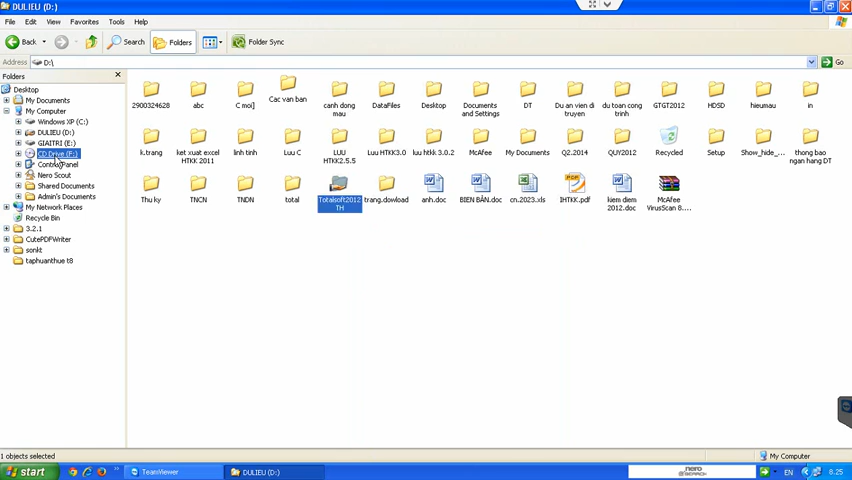 DULIEU (D:)
File Edit View Favorites Tools Help
Back Search Folders Folder Sync
Address D:\ Go
Folders
Desktop
My Documents
My Computer
Windows XP (C:)
DULIEU (D:)
GIAITRI (E:)
CD Drive (F:)
Control Panel
Nero Scout
Shared Documents
Admin's Documents
My Network Places
Recycle Bin
3.2.1
CutePDFWriter
sonkt
taphuanthue t8
2900324628
abc
C moi]
Cac van ban
canh dong
mau
DataFiles
Desktop
Documents
and Settings
DT
Du an vien di
truyen
du toan cong
trinh
GTGT2012
HDSD
hieumau
in
k.trang
ket xuat excel
HTKK 2011
linh tinh
Luu C
LUU
HTKK2.5.5
Luu HTKK3.0
luu htkk 3.0.2
McAfee
My Documents
Q2.2014
QUY2012
Recycled
Setup
Show_hide_...
thong bao
ngan hang DT
Thu ky
TNCN
TNDN
total
Totalsoft2012
TH
trang.dowload
anh.doc
BIEN BẢN.doc
cn.2023.xls
IHTKK.pdf
kiem diem
2012.doc
McAfee
VirusScan 8....
1 objects selected
My Computer
start TeamViewer DULIEU (D:) nero SEARCH EN 8.25